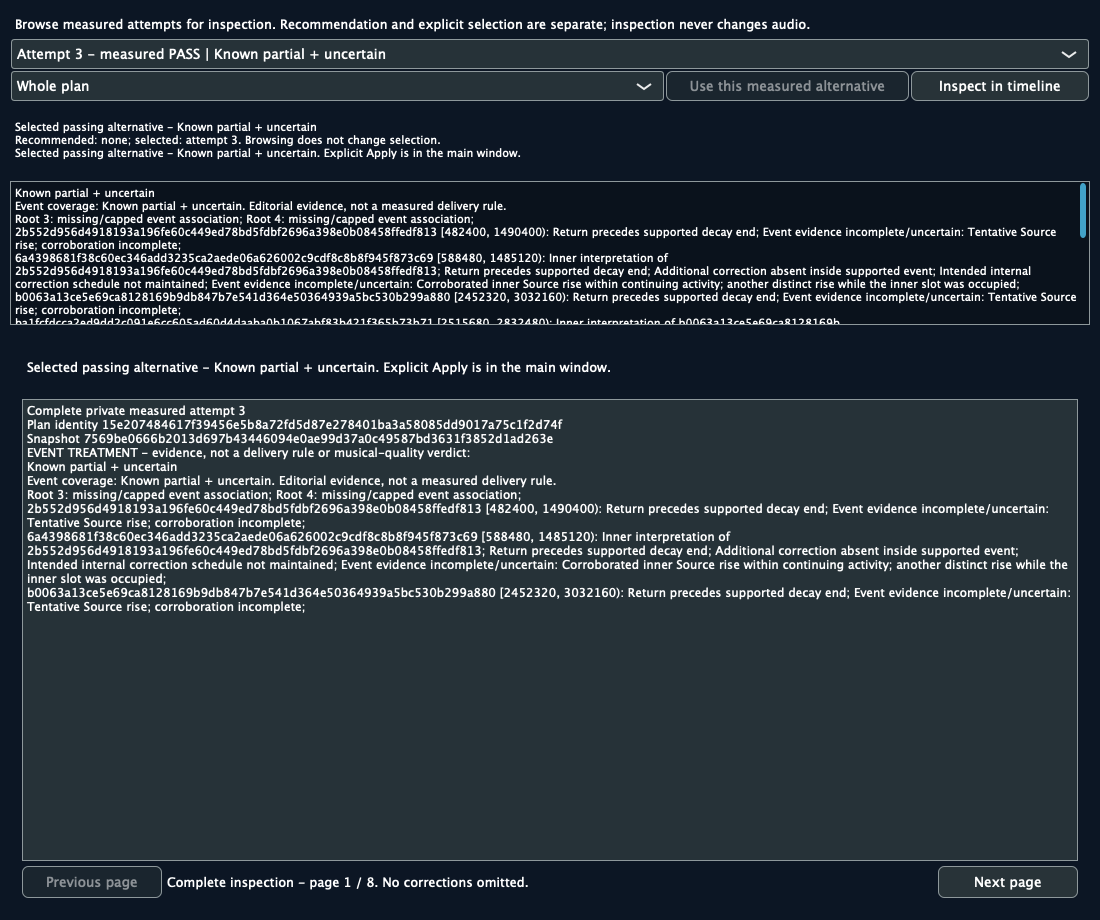 Browse measured attempts for inspection. Recommendation and explicit selection are separate; inspection never changes audio.
Attempt 3 – measured PASS | Known partial + uncertain
Whole plan
Use this measured alternative
Inspect in timeline
Selected passing alternative – Known partial + uncertain
Recommended: none; selected: attempt 3. Browsing does not change selection.
Selected passing alternative – Known partial + uncertain. Explicit Apply is in the main window.
Known partial + uncertain
Event coverage: Known partial + uncertain. Editorial evidence, not a measured delivery rule.
Root 3: missing/capped event association; Root 4: missing/capped event association;
2b552d956d4918193a196fe60c449ed78bd5fdbf2696a398e0b08458ffedf813 [482400, 1490400): Return precedes supported decay end; Event evidence incomplete/uncertain: Tentative Source
rise; corroboration incomplete;
6a4398681f38c60ec346add3235ca2aede06a626002c9cdf8c8b8f945f873c69 [588480, 1485120): Inner interpretation of
2b552d956d4918193a196fe60c449ed78bd5fdbf2696a398e0b08458ffedf813; Return precedes supported decay end; Additional correction absent inside supported event; Intended internal
correction schedule not maintained; Event evidence incomplete/uncertain: Corroborated inner Source rise within continuing activity; another distinct rise while the inner slot was occupied;
b0063a13ce5e69ca8128169b9db847b7e541d364e50364939a5bc530b299a880 [2452320, 3032160): Return precedes supported decay end; Event evidence incomplete/uncertain: Tentative Source
rise; corroboration incomplete;
[2515680, 2832480): Inner interpretation of b0063a13ce5e69ca8128169b
Selected passing alternative – Known partial + uncertain. Explicit Apply is in the main window.
Complete private measured attempt 3
Plan identity 15e207484617f39456e5b8a72fd5d87e278401ba3a58085dd9017a75c1f2d74f
Snapshot 7569be0666b2013d697b43446094e0ae99d37a0c49587bd3631f3852d1ad263e
EVENT TREATMENT – evidence, not a delivery rule or musical-quality verdict:
Known partial + uncertain
Event coverage: Known partial + uncertain. Editorial evidence, not a measured delivery rule.
Root 3: missing/capped event association; Root 4: missing/capped event association;
2b552d956d4918193a196fe60c449ed78bd5fdbf2696a398e0b08458ffedf813 [482400, 1490400): Return precedes supported decay end; Event evidence incomplete/uncertain:
Tentative Source rise; corroboration incomplete;
6a4398681f38c60ec346add3235ca2aede06a626002c9cdf8c8b8f945f873c69 [588480, 1485120): Inner interpretation of
2b552d956d4918193a196fe60c449ed78bd5fdbf2696a398e0b08458ffedf813; Return precedes supported decay end; Additional correction absent inside supported event;
Intended internal correction schedule not maintained; Event evidence incomplete/uncertain: Corroborated inner Source rise within continuing activity; another distinct rise while the
inner slot was occupied;
b0063a13ce5e69ca8128169b9db847b7e541d364e50364939a5bc530b299a880 [2452320, 3032160): Return precedes supported decay end; Event evidence incomplete/uncertain:
Tentative Source rise; corroboration incomplete;
Previous page
Complete inspection – page 1 / 8. No corrections omitted.
Next page